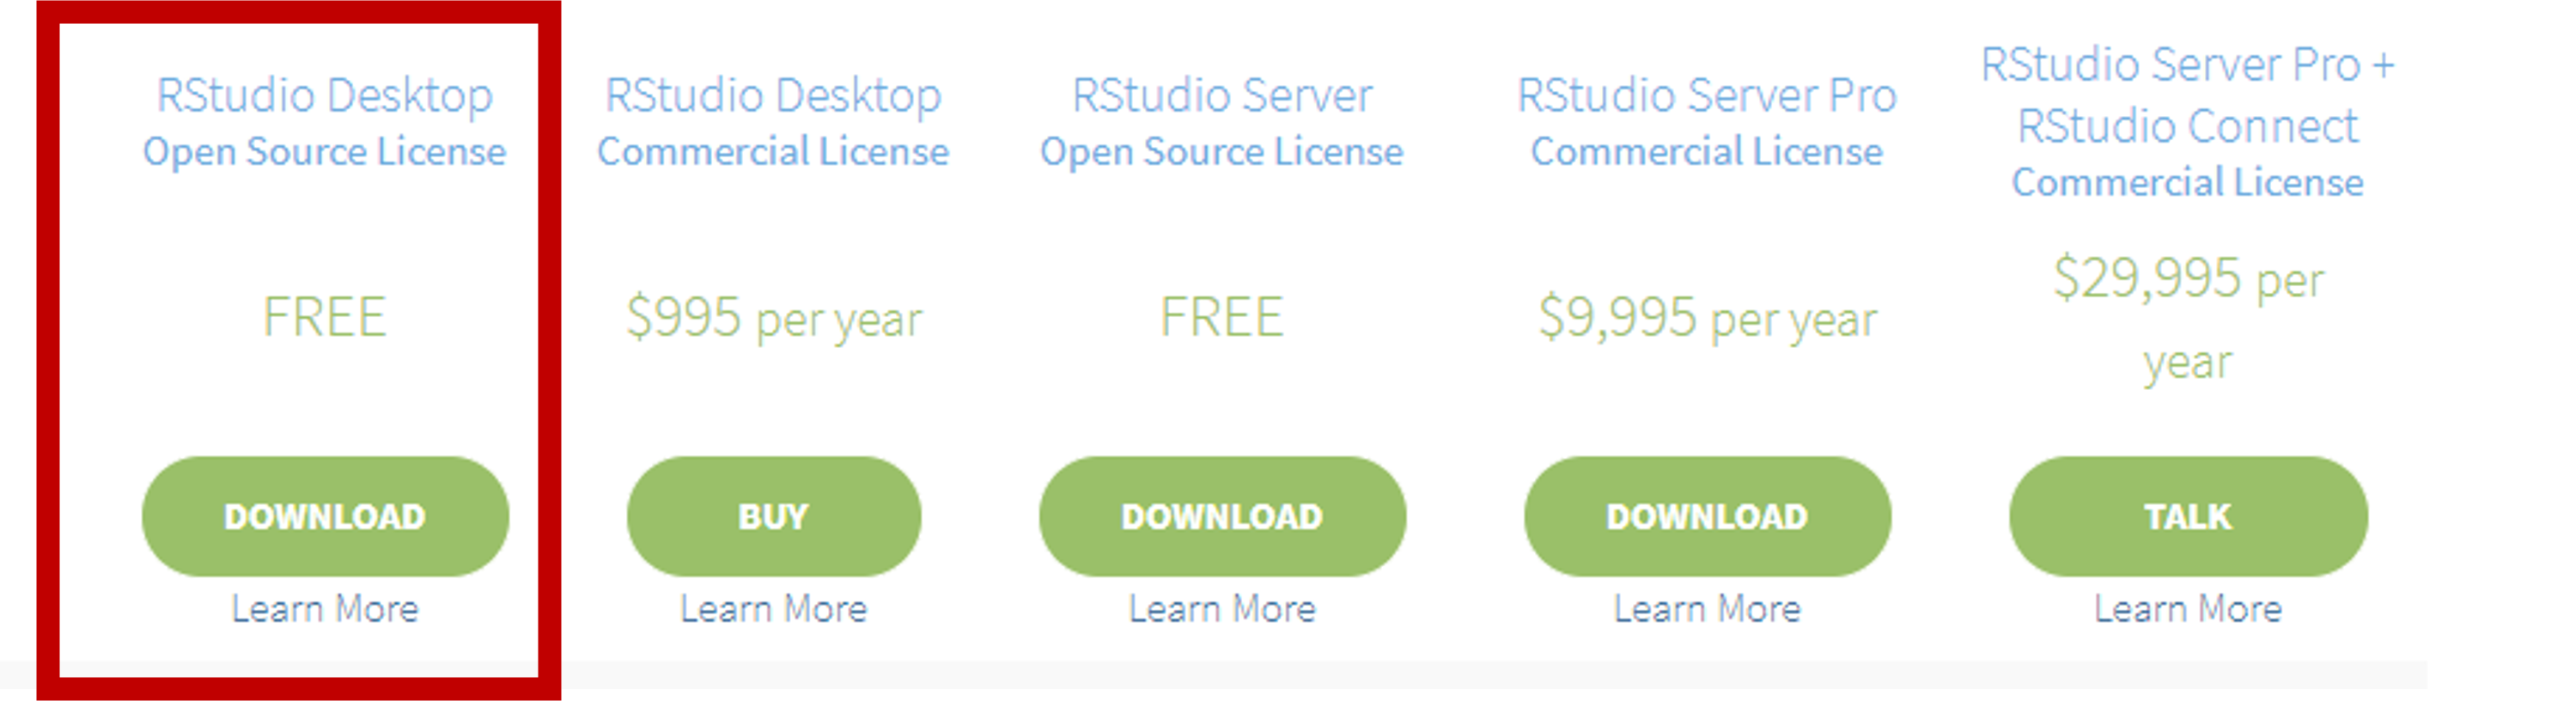 RStudio Desktop
Open Source License
FREE
DOWNLOAD
Learn More
RStudio Desktop
Commercial License
$995 per year
BUY
Learn More
RStudio Server
Open Source License
FREE
DOWNLOAD
Learn More
RStudio Server Pro
Commercial License
$9,995 per year
DOWNLOAD
Learn More
RStudio Server Pro +
RStudio Connect
Commercial License
$29,995 per
year
TALK
Learn More